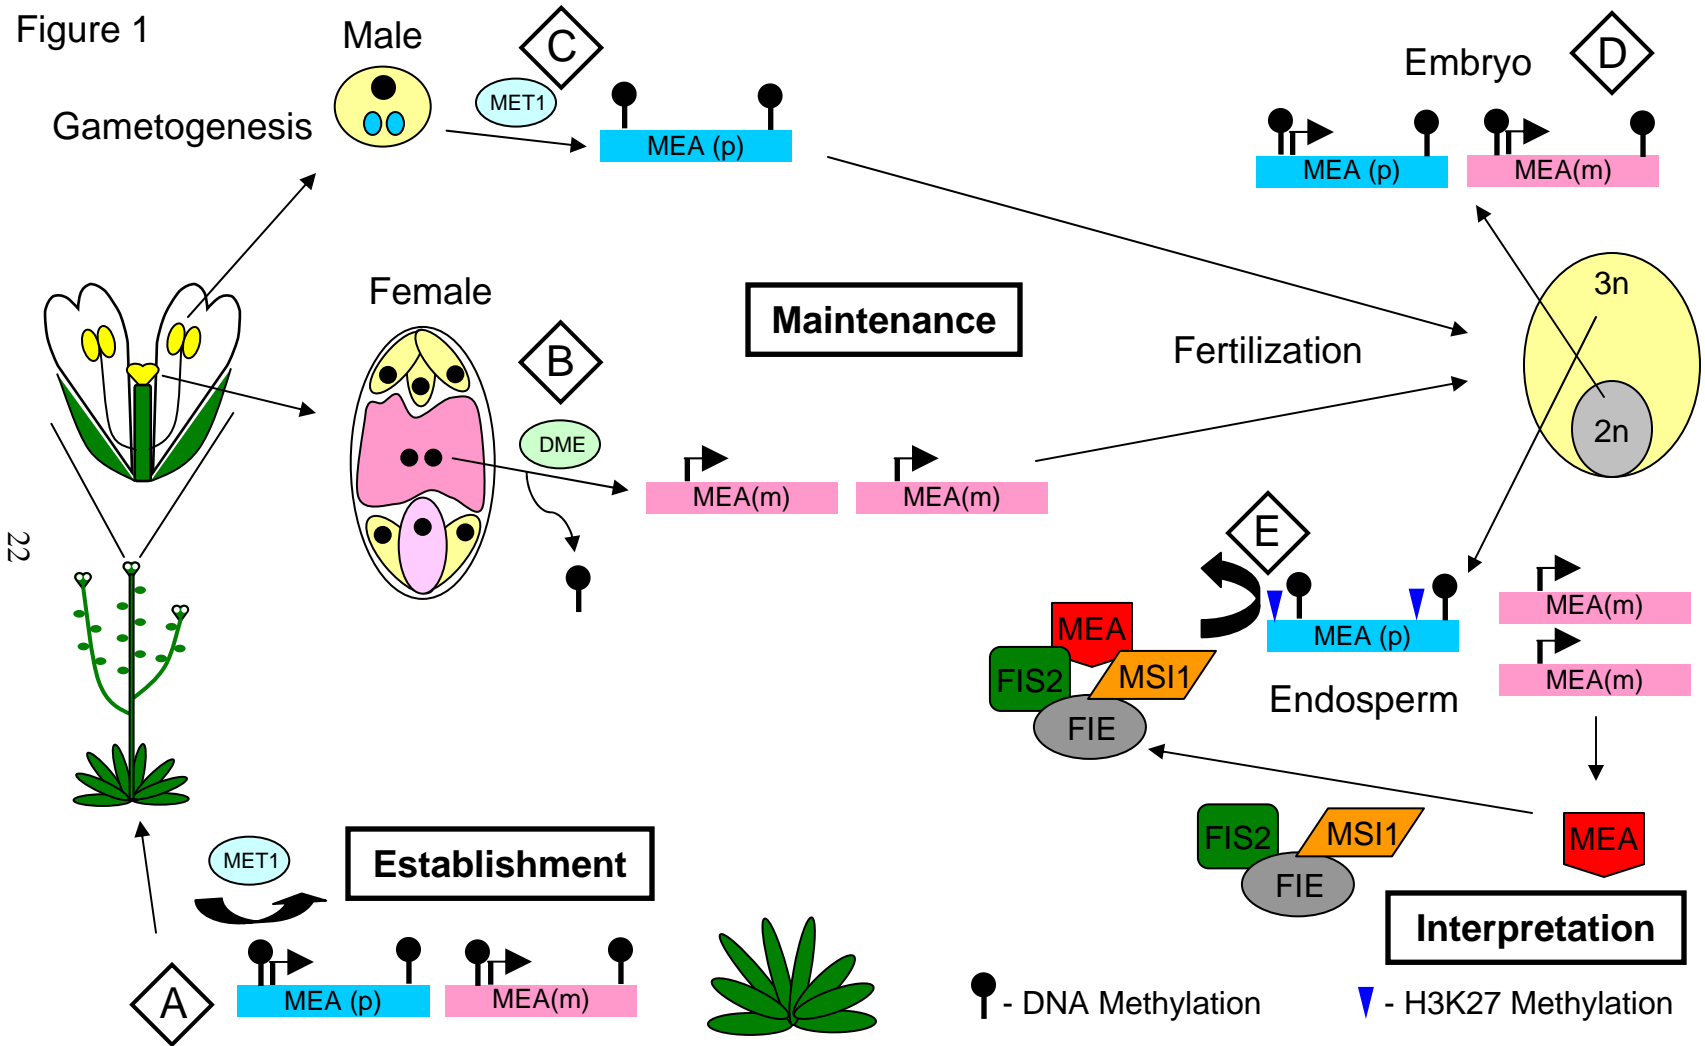 Figure 1
Male
C
MET1
Gametogenesis
MEA (p)
Embryo
D
MEA (p)
MEA(m)
Female
B
DME
Maintenance
MEA(m)
MEA(m)
Fertilization
3n
2n
E
MEA (p)
MEA(m)
MEA(m)
Endosperm
MEA
FIS2
MSI1
FIE
22
FIS2
MSI1
FIE
MEA
Interpretation
MET1
Establishment
A
MEA (p)
MEA(m)
- DNA Methylation
- H3K27 Methylation